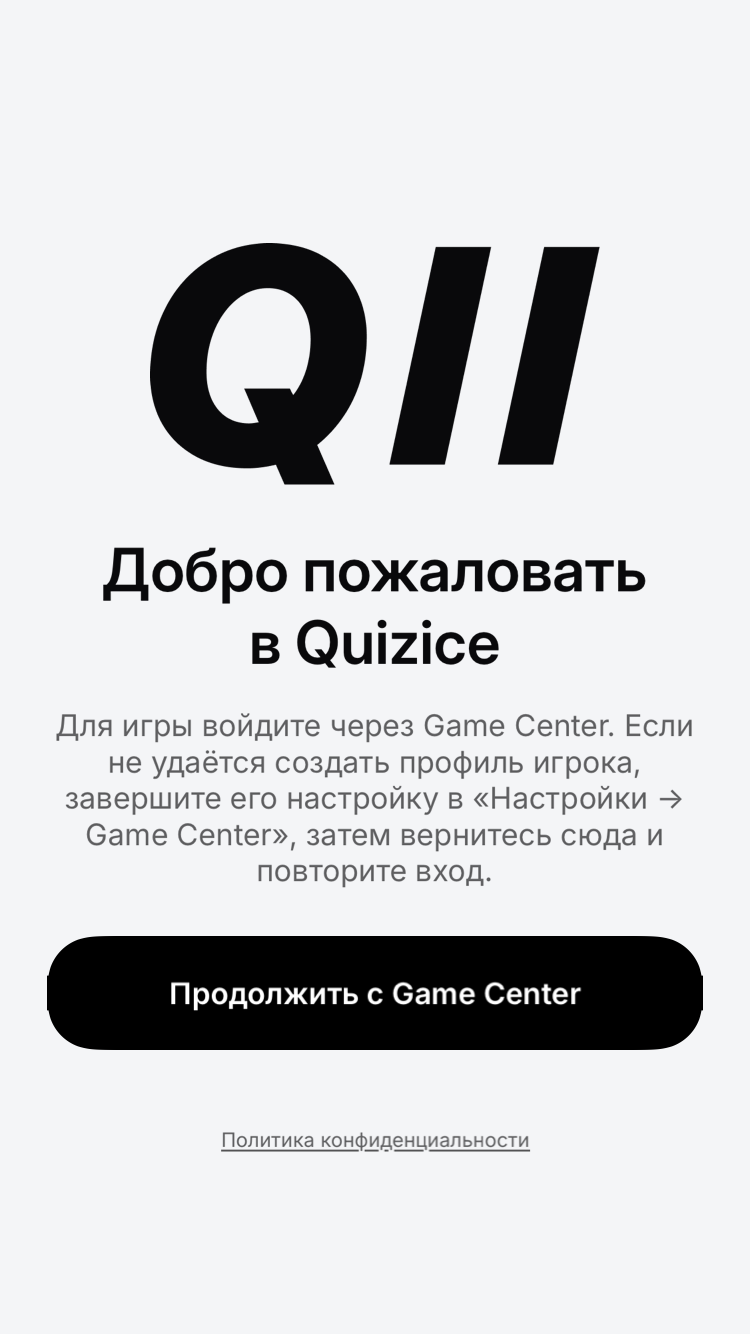 QII
Добро пожаловать
в Quizice
Для игры войдите через Game Center. Если
не удаётся создать профиль игрока,
завершите его настройку в «Настройки →
Game Center», затем вернитесь сюда и
повторите вход.
Продолжить с Game Center
Политика конфиденциальности